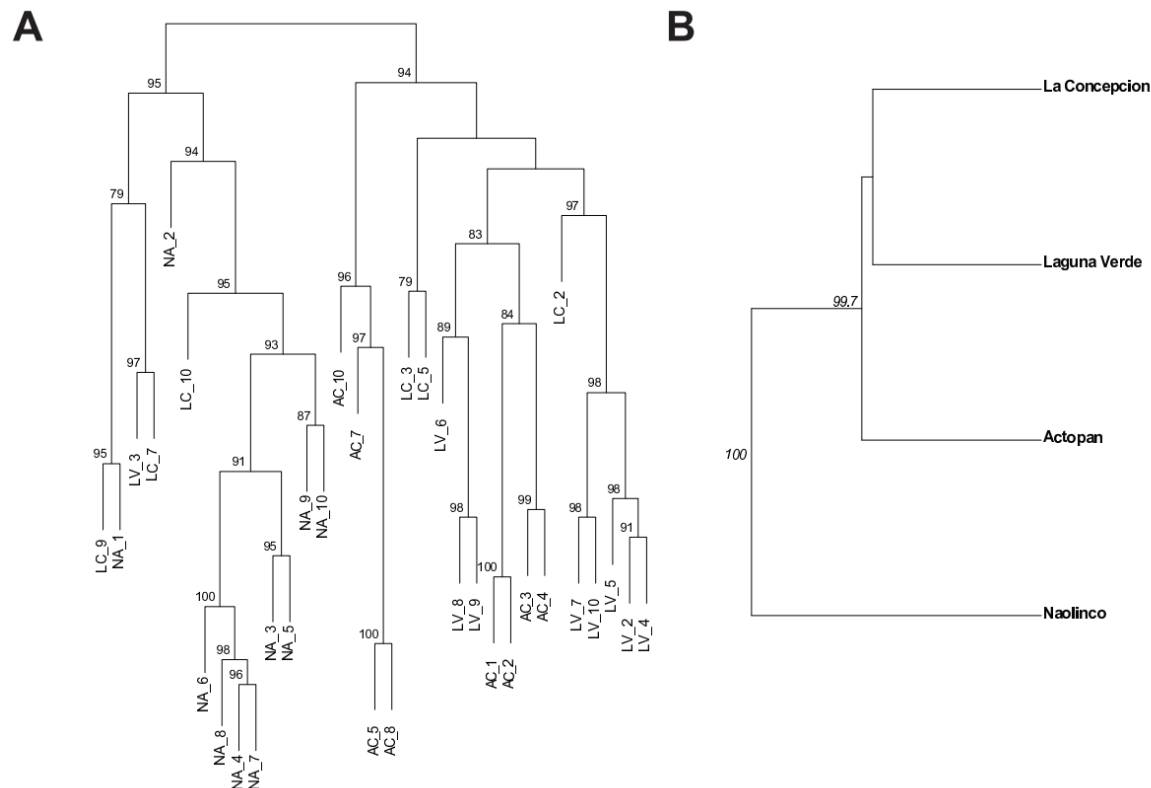 A
B
94
95
La Concepcion
94
79
97
NA_2
83
Laguna Verde
96
79
95
LC_2
99.7
84
89
97
93
LC_10
AC_10
LC_3
LC_5
97
98
87
AC_7
LV_6
Actopan
95
LV_3
LC_7
91
100
NA_9
NA_10
98
99
98
98
91
LC_9
NA_1
95
100
LV_5
LV_8
LV_9
AC_3
AC_4
LV_7
LV_10
100
NA_3
NA_5
LV_2
LV_4
Naolinco
100
98
AC_1
AC_2
96
NA_6
NA_8
AC_5
AC_8
NA_4
NA_7